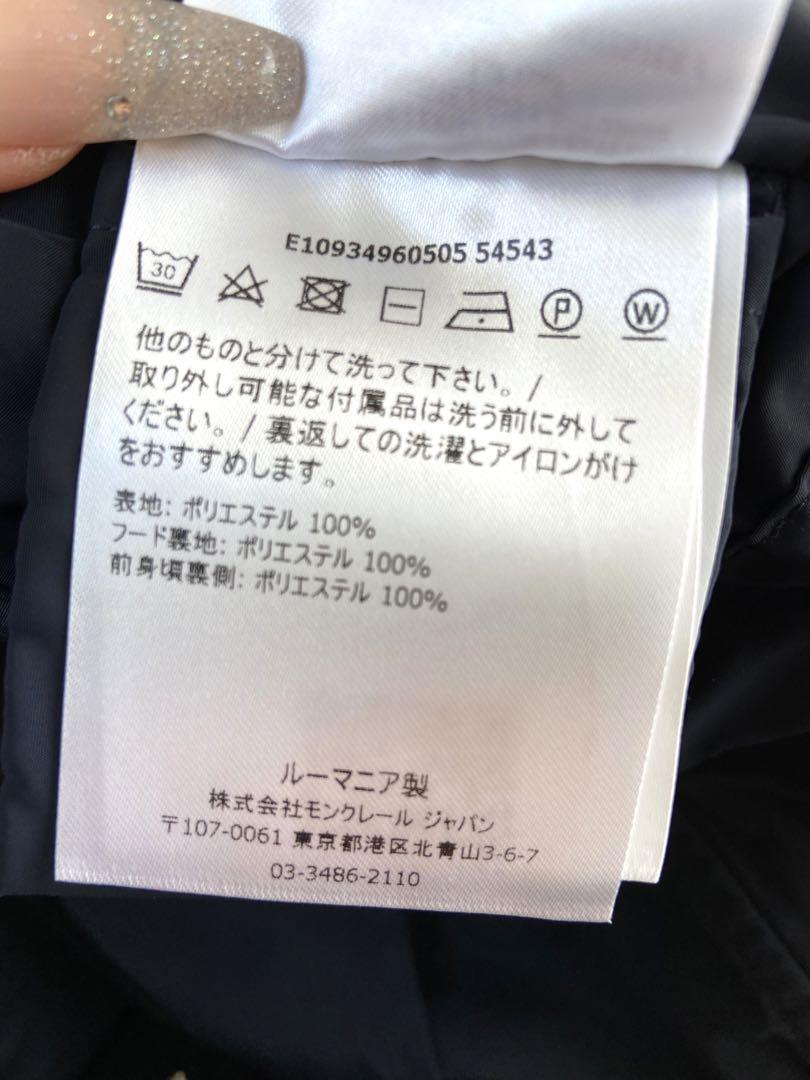 E10934960505 54543
30
P
W
他のものと分けて洗って下さい。/
取り外し可能な付属品は洗う前に外して
ください。/ 裏返しての洗濯とアイロンがけ
をおすすめします。
表地: ポリエステル 100%
フード裏地: ポリエステル 100%
前身頃裏側: ポリエステル 100%
ルーマニア製
株式会社モンクレール ジャパン
〒107-0061 東京都港区北青山3-6-7
03-3486-2110